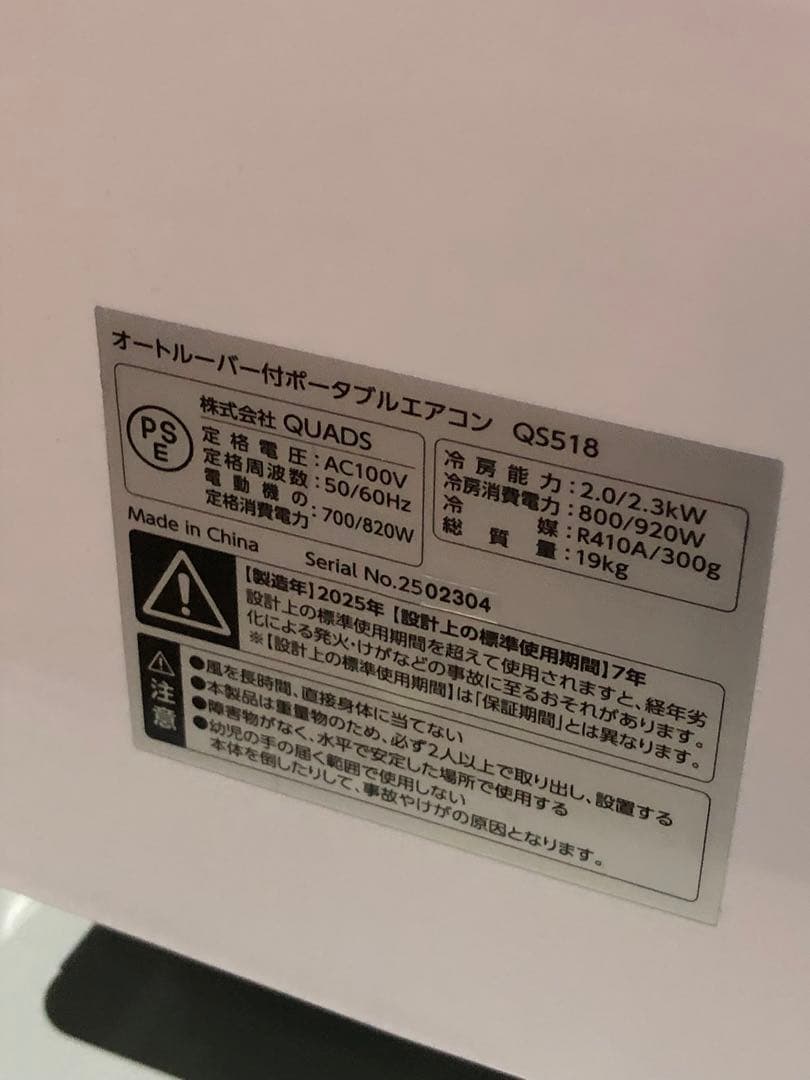 オートルーバー付ポータブルエアコン QS518
PS
E
株式会社 QUADS
定格電圧:AC100V
定格周波数:50/60Hz
電動機の
定格消費電力:700/820W
冷房能力:2.0/2.3kW
冷房消費電力:800/920W
冷媒:R410A/300g
総質量:19kg
Made in China Serial No.2502304
【製造年】2025年【設計上の標準使用期間】7年
設計上の標準使用期間を超えて使用されますと、経年劣
化による発火・けがなどの事故に至るおそれがあります。
※【設計上の標準使用期間】は「保証期間」とは異なります。
注意
●風を長時間、直接身体に当てない
●本製品は重量物のため、必ず2人以上で取り出し、設置する
●障害物がなく、水平で安定した場所で使用する
●幼児の手の届く範囲で使用しない
本体を倒したりして、事故やけがの原因となります。